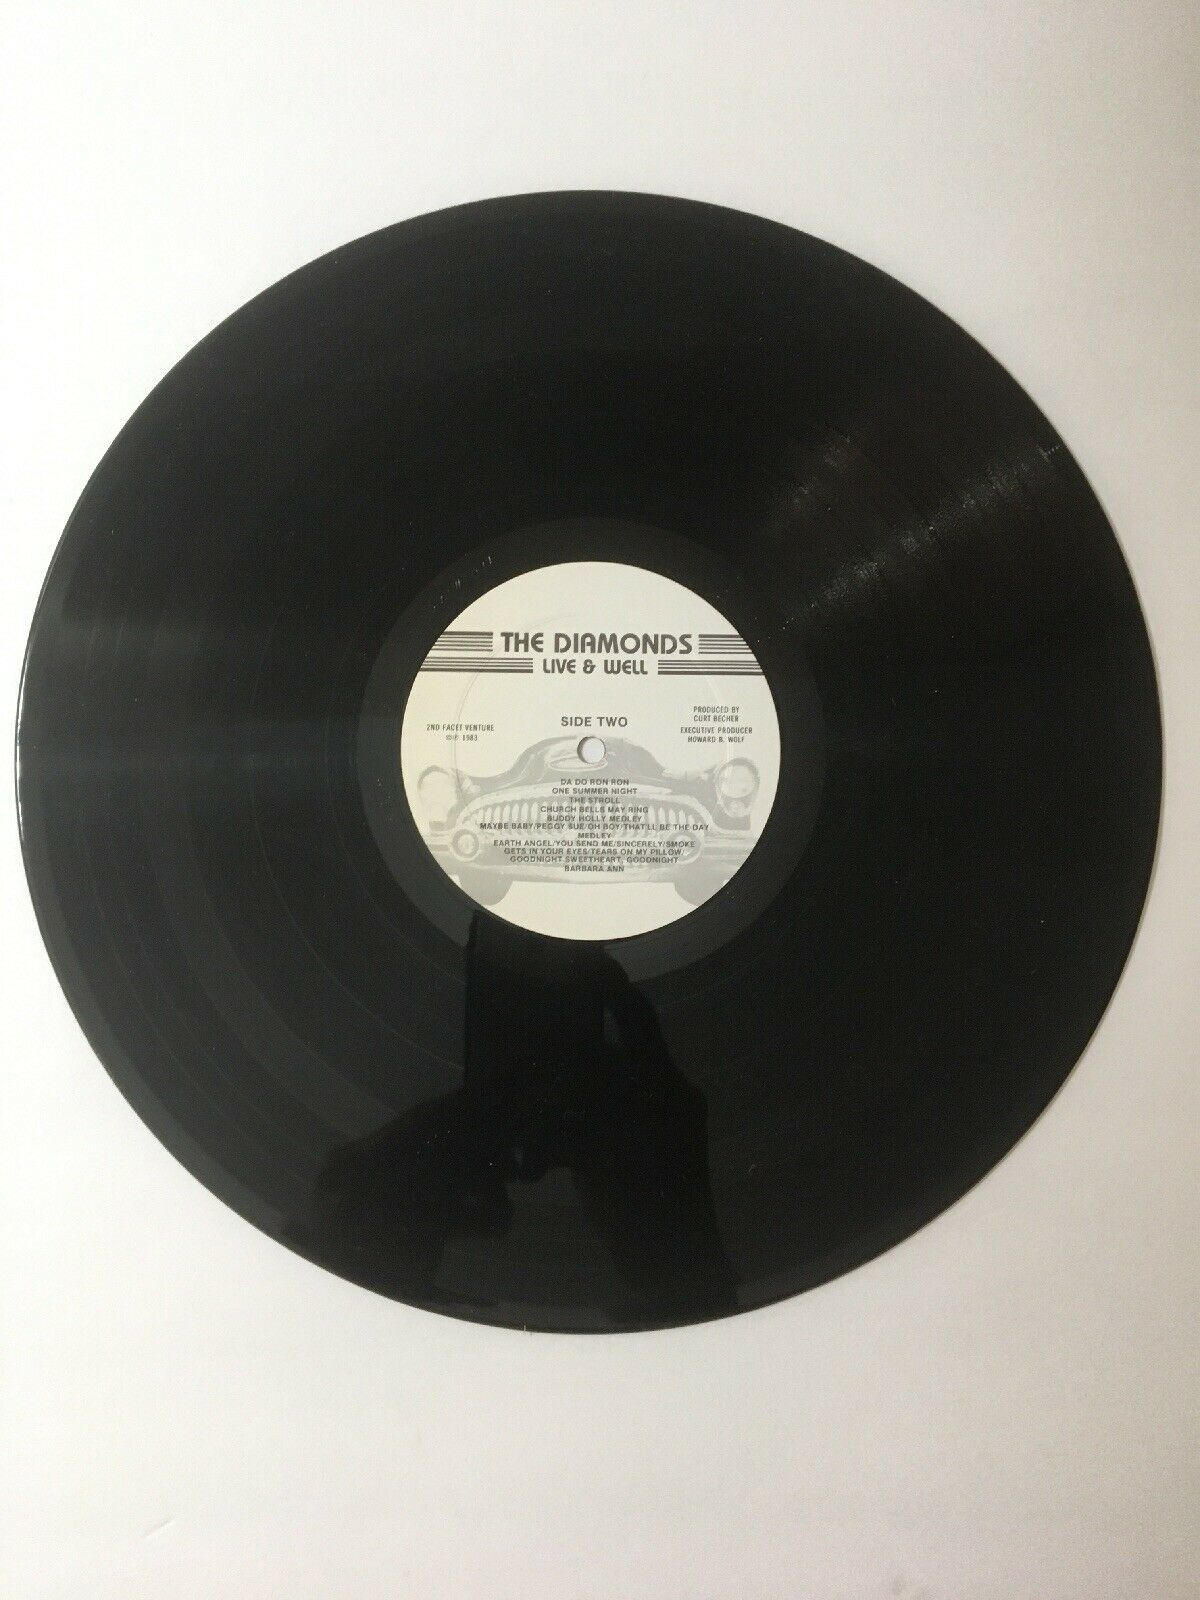 THE DIAMONDS
LIVE & WELL
2ND FACET VENTURE
©℗ 1983
SIDE TWO
PRODUCED BY
CURT BECHER
EXECUTIVE PRODUCER
HOWARD B. WOLF
DA DO RON RON
ONE SUMMER NIGHT
THE STROLL
CHURCH BELLS MAY RING
BUDDY HOLLY MEDLEY
MAYBE BABY/PEGGY SUE/OH BOY/THAT'LL BE THE DAY
MEDLEY
EARTH ANGEL/YOU SEND ME/SINCERELY/SMOKE
GETS IN YOUR EYES/TEARS ON MY PILLOW/
GOODNIGHT SWEETHEART, GOODNIGHT
BARBARA ANN